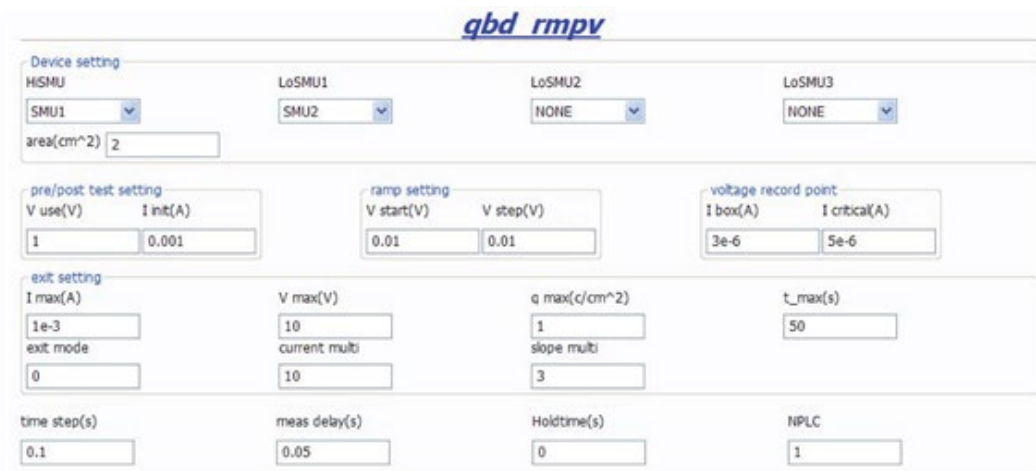 qbd_rmpv
Device setting
HiSMU LoSMU1 LoSMU2 LoSMU3
SMU1 SMU2 NONE NONE
area(cm^2) 2
pre/post test setting ramp setting voltage record point
V use(V) I init(A) V start(V) V step(V) I box(A) I critical(A)
1 0.001 0.01 0.01 3e-6 5e-6
exit setting
I max(A) V max(V) q max(c/cm^2) t_max(s)
1e-3 10 1 50
exit mode current multi slope multi
0 10 3
time step(s) meas delay(s) Holdtime(s) NPLC
0.1 0.05 0 1